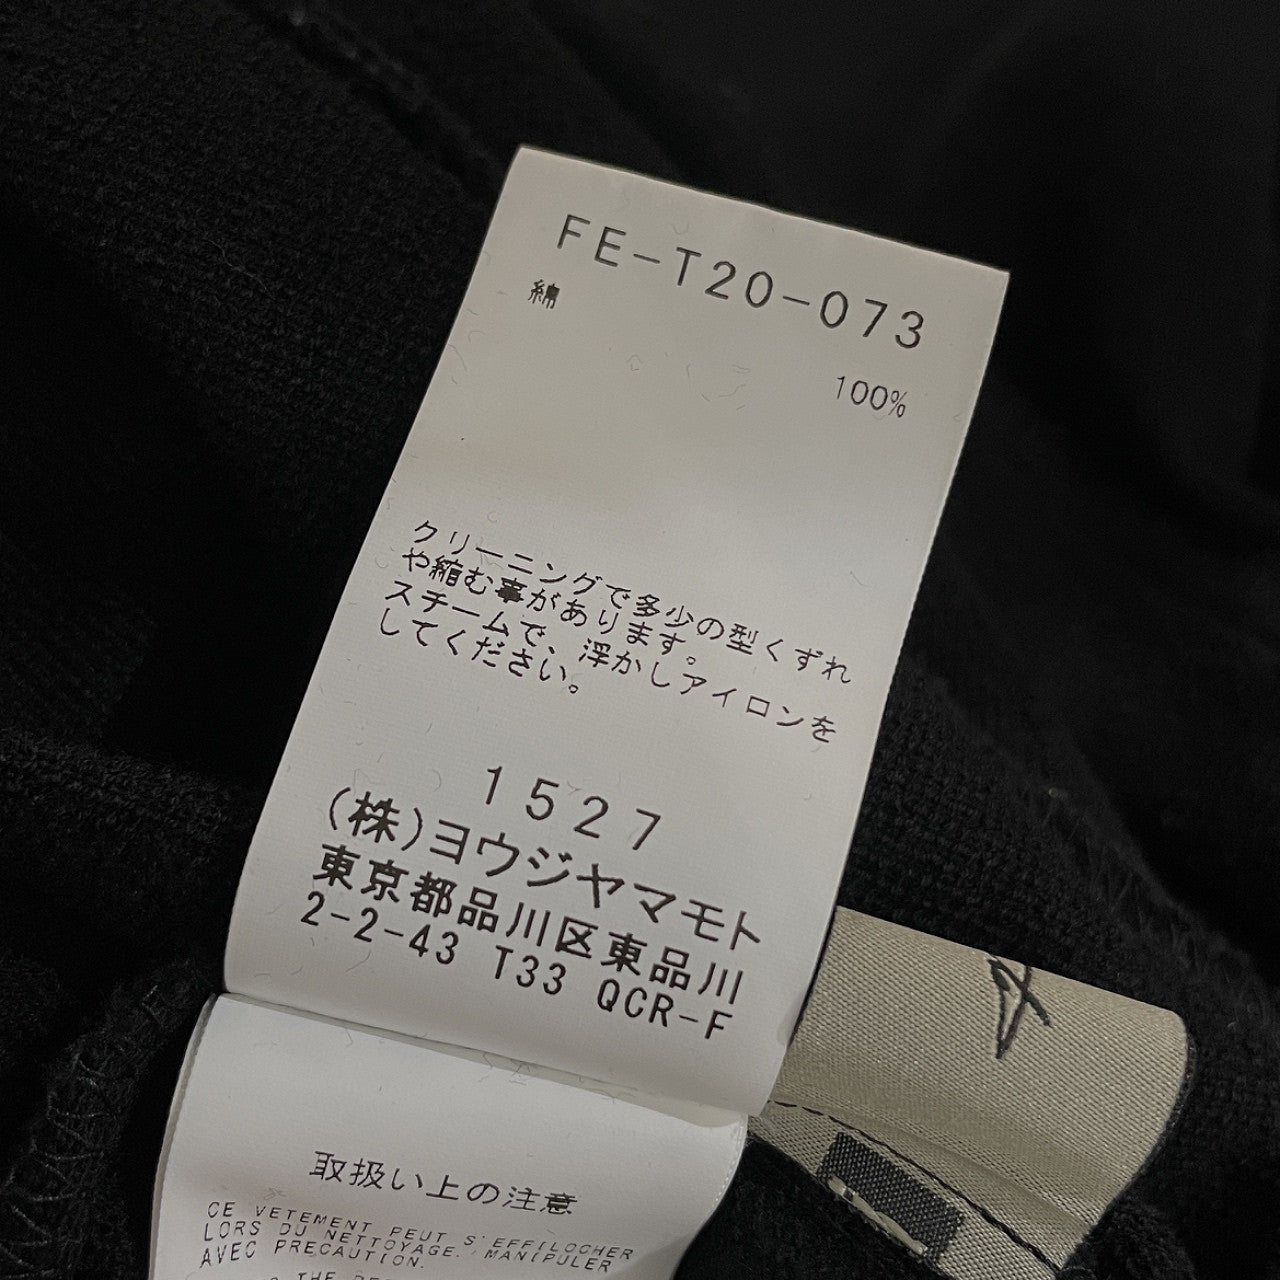 FE-T20-073
綿
100%
クリーニングで多少の型くずれ
や縮む事があります。
スチームで、浮かしアイロンを
してください。
1527
(株)ヨウジヤマモト
東京都品川区東品川
2-2-43 T33 QCR-F
取扱い上の注意
CE VETEMENT PEUT S'EFFILOCHER
LORS DU NETTOYAGE. MANIPULER
AVEC PRECAUTION.
THE